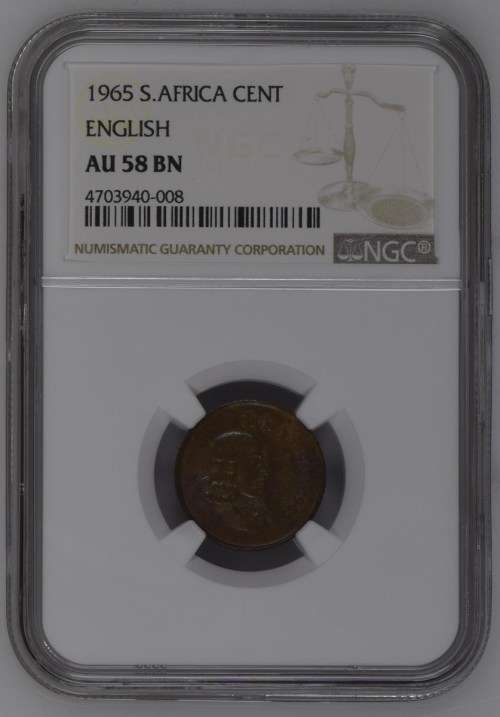 1965 S.AFRICA CENT
ENGLISH
AU 58 BN
4703940-008
NUMISMATIC GUARANTY CORPORATION
NGC®